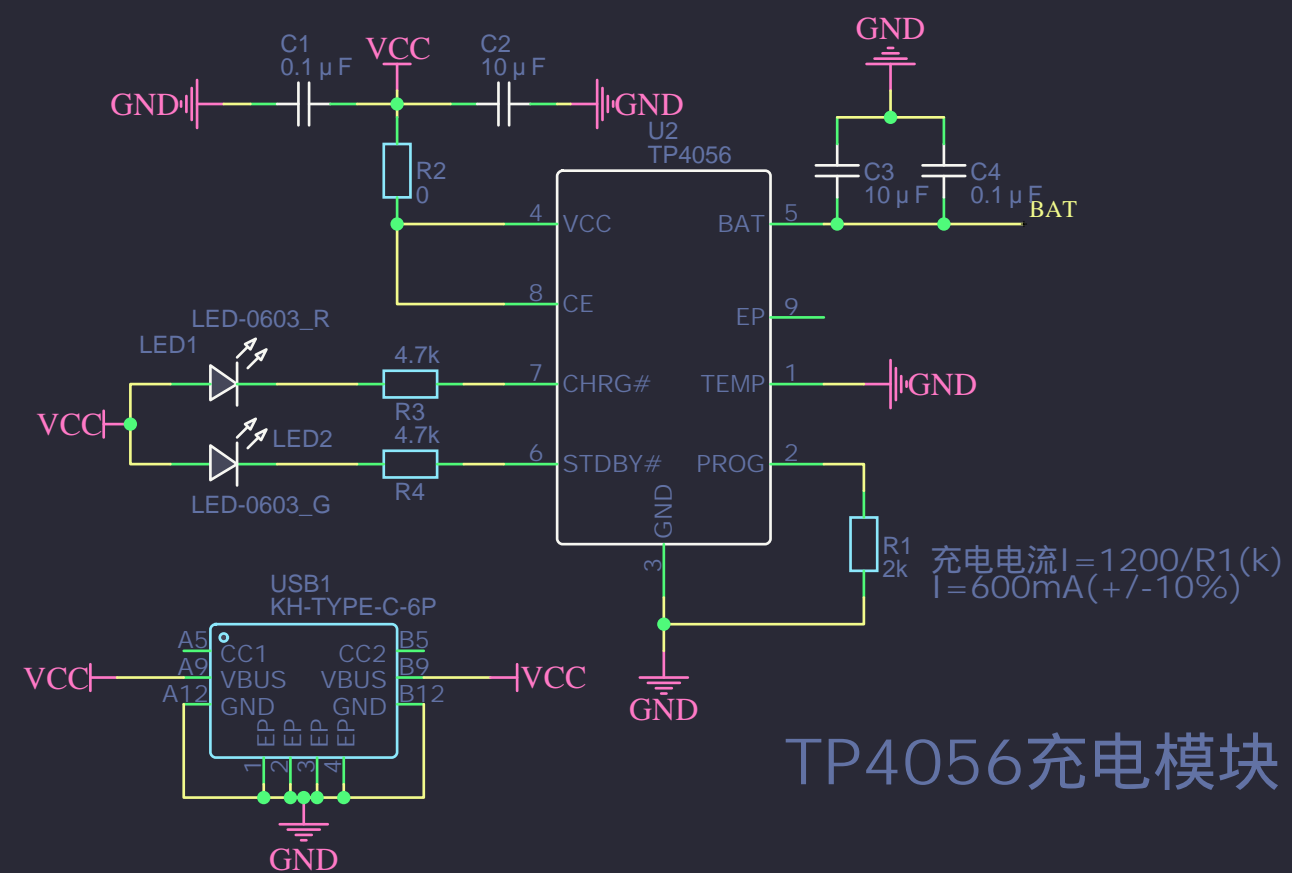 GND
C1
0.1μF
VCC
C2
10μF
GND
GND
U2
TP4056
R2
0
C3
10μF
C4
0.1μF
BAT
4
VCC
BAT
5
8
CE
EP
9
LED-0603_R
LED1
4.7k
R3
7
CHRG#
TEMP
1
GND
VCC
LED2
LED-0603_G
4.7k
R4
6
STDBY#
PROG
2
GND
3
R1
2k
充电电流I=1200/R1(k)
I=600mA(+/-10%)
GND
USB1
KH-TYPE-C-6P
A5
CC1
CC2
B5
VCC
A9
VBUS
VBUS
B9
VCC
A12
GND
GND
B12
EP
EP
EP
EP
1
2
3
4
GND
TP4056充电模块